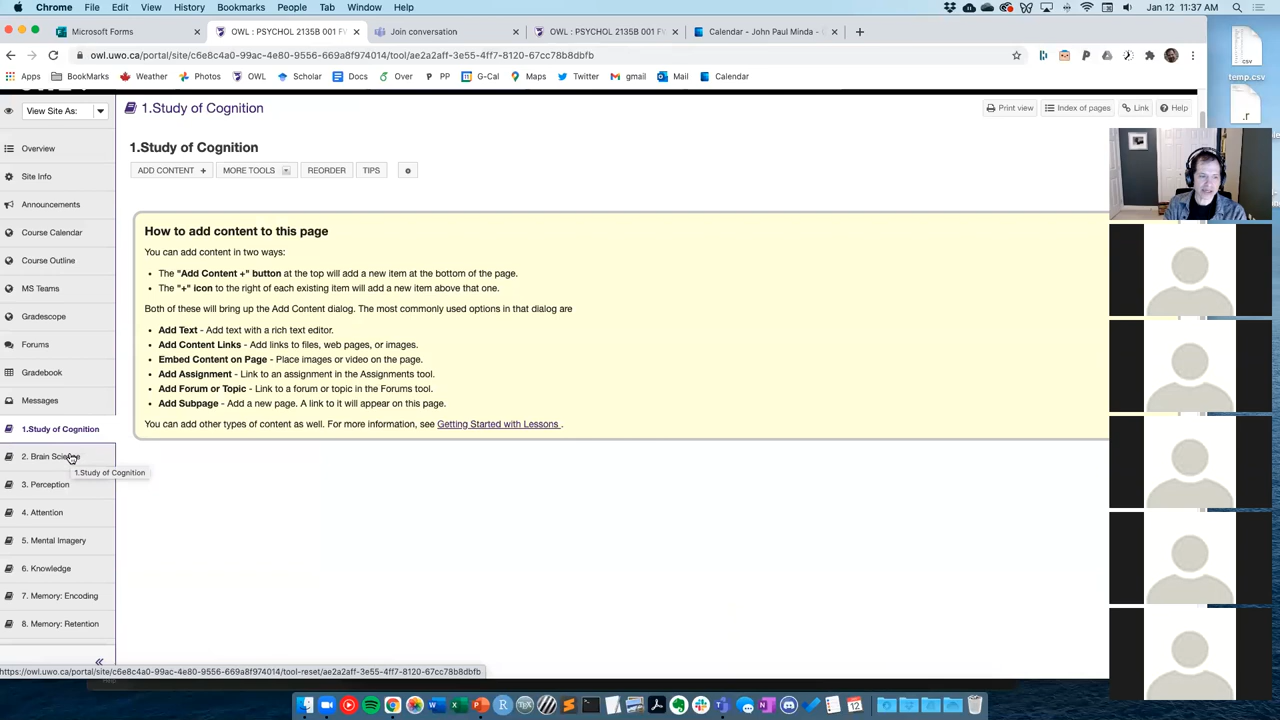 Chrome File Edit View History Bookmarks People Tab Window Help
Jan 12 11:37 AM
Microsoft Forms
OWL : PSYCHOL 2135B 001 FV
Join conversation
OWL : PSYCHOL 2135B 001 FV
Calendar - John Paul Minda - C
owl.uwo.ca/portal/site/c6e8c4a0-99ac-4e80-9556-669a8f974014/tool/ae2a2aff-3e55-4ff7-8120-67cc78b8dbfb
Apps BookMarks Weather Photos OWL Scholar Docs Over PP G-Cal Maps Twitter gmail Mail Calendar
csv
temp.csv
.r
View Site As:
1.Study of Cognition
Print view
Index of pages
Link
Help
Overview
Site Info
Announcements
Course Calendar
Course Outline
MS Teams
Gradescope
Forums
Gradebook
Messages
1.Study of Cognition
2. Brain Science
1.Study of Cognition
3. Perception
4. Attention
5. Mental Imagery
6. Knowledge
7. Memory: Encoding
8. Memory: Retention
1.Study of Cognition
ADD CONTENT +
MORE TOOLS
REORDER
TIPS
How to add content to this page
You can add content in two ways:
• The "Add Content +" button at the top will add a new item at the bottom of the page.
• The "+" icon to the right of each existing item will add a new item above that one.
Both of these will bring up the Add Content dialog. The most commonly used options in that dialog are
• Add Text - Add text with a rich text editor.
• Add Content Links - Add links to files, web pages, or images.
• Embed Content on Page - Place images or video on the page.
• Add Assignment - Link to an assignment in the Assignments tool.
• Add Forum or Topic - Link to a forum or topic in the Forums tool.
• Add Subpage - Add a new page. A link to it will appear on this page.
You can add other types of content as well. For more information, see Getting Started with Lessons .
https://owl.uwo.ca/portal/site/c6e8c4a0-99ac-4e80-9556-669a8f974014/tool-reset/ae2a2aff-3e55-4ff7-8120-67cc78b8dbfb